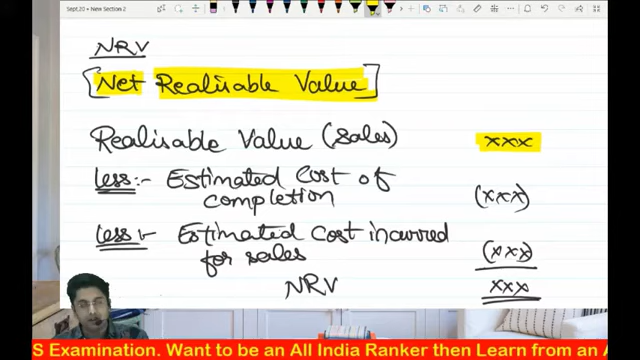 Sept.20 + New Section 2
NRV
[Net Realisable Value]
Realisable Value (Sales) xxx
Less:- Estimated Cost of
completion (xxx)
Less:- Estimated Cost incurred
for sales (xxx)
NRV xxx
S Examination. Want to be an All India Ranker then Learn from an A